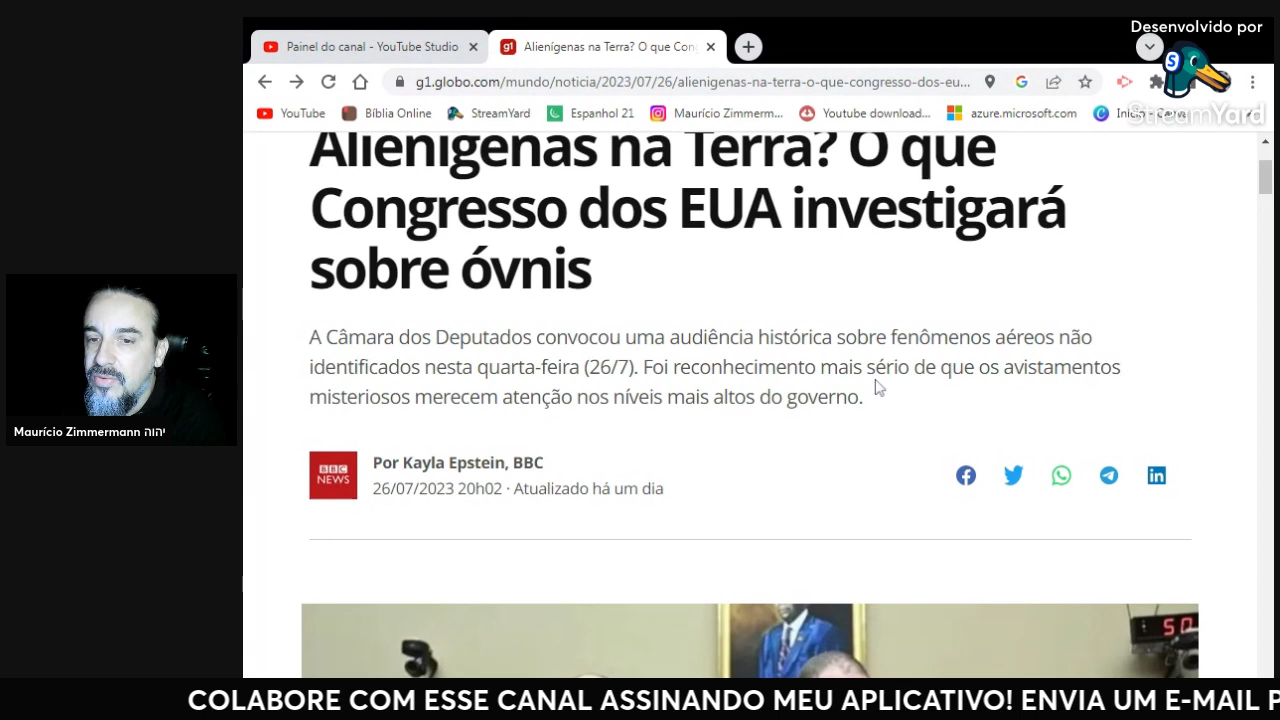 Desenvolvido por
StreamYard
Painel do canal - YouTube Studio
g1 Alienígenas na Terra? O que Con
g1.globo.com/mundo/noticia/2023/07/26/alienigenas-na-terra-o-que-congresso-dos-eu...
YouTube
Bíblia Online
StreamYard
Espanhol 21
Maurício Zimmerm...
Youtube download...
azure.microsoft.com
Alienígenas na Terra? O que
Congresso dos EUA investigará
sobre óvnis
A Câmara dos Deputados convocou uma audiência histórica sobre fenômenos aéreos não
identificados nesta quarta-feira (26/7). Foi reconhecimento mais sério de que os avistamentos
misteriosos merecem atenção nos níveis mais altos do governo.
BBC
NEWS
Por Kayla Epstein, BBC
26/07/2023 20h02 · Atualizado há um dia
Maurício Zimmermann יהוה
50
COLABORE COM ESSE CANAL ASSINANDO MEU APLICATIVO! ENVIA UM E-MAIL P